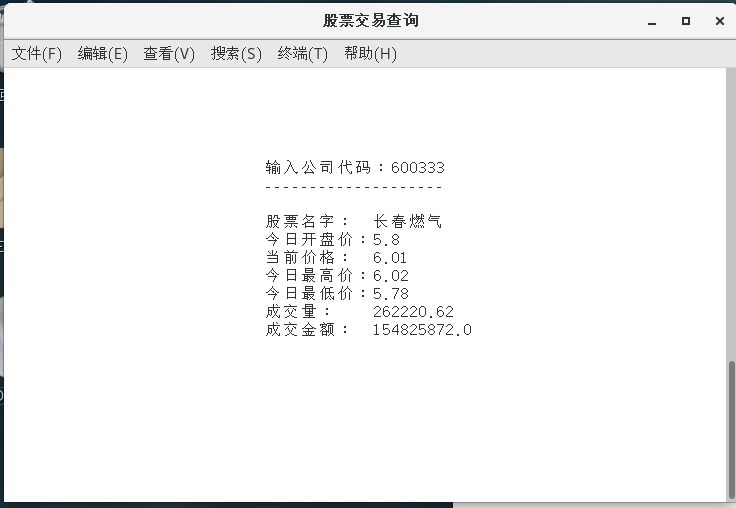 股票交易查询
文件(F) 编辑(E) 查看(V) 搜索(S) 终端(T) 帮助(H)
输入公司代码：600333
--------------------
股票名字： 长春燃气
今日开盘价：5.8
当前价格： 6.01
今日最高价：6.02
今日最低价：5.78
成交量： 262220.62
成交金额： 154825872.0